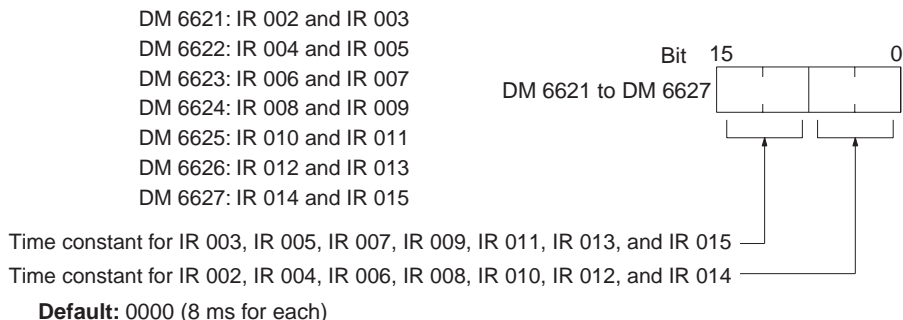 DM 6621: IR 002 and IR 003
DM 6622: IR 004 and IR 005
DM 6623: IR 006 and IR 007
DM 6624: IR 008 and IR 009
DM 6625: IR 010 and IR 011
DM 6626: IR 012 and IR 013
DM 6627: IR 014 and IR 015
Bit 15 0
DM 6621 to DM 6627
Time constant for IR 003, IR 005, IR 007, IR 009, IR 011, IR 013, and IR 015
Time constant for IR 002, IR 004, IR 006, IR 008, IR 010, IR 012, and IR 014
Default: 0000 (8 ms for each)